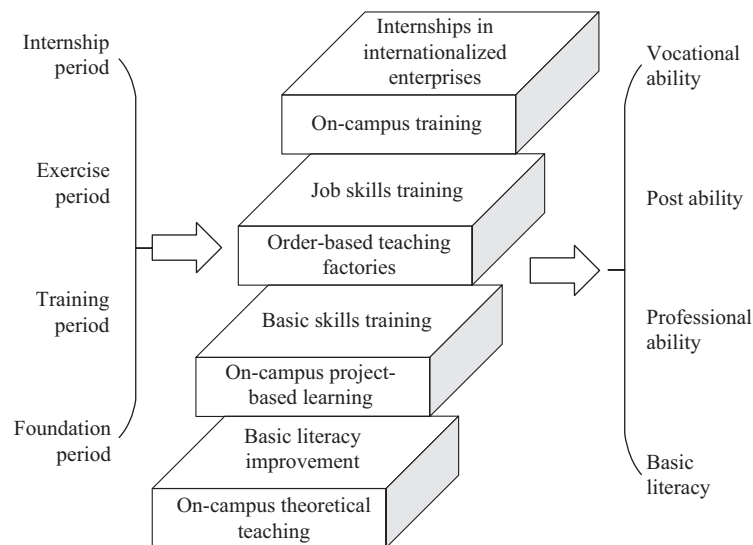 Internship
period
Exercise
period
Training
period
Foundation
period
Internships in
internationalized
enterprises
On-campus training
Job skills training
Order-based teaching
factories
Basic skills training
On-campus project-
based learning
Basic literacy
improvement
On-campus theoretical
teaching
Vocational
ability
Post ability
Professional
ability
Basic
literacy